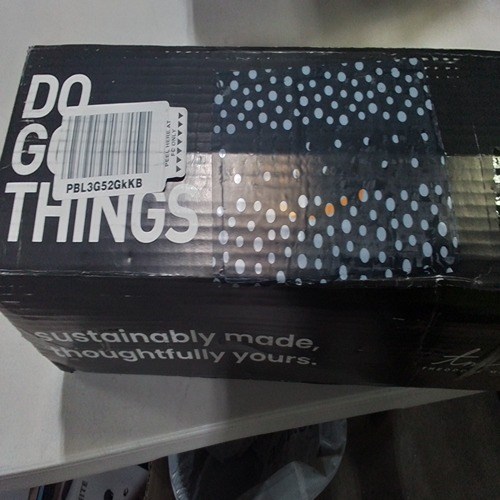 DO
G
THINGS
PBL3G52GkKB
sustainably made,
thoughtfully yours.